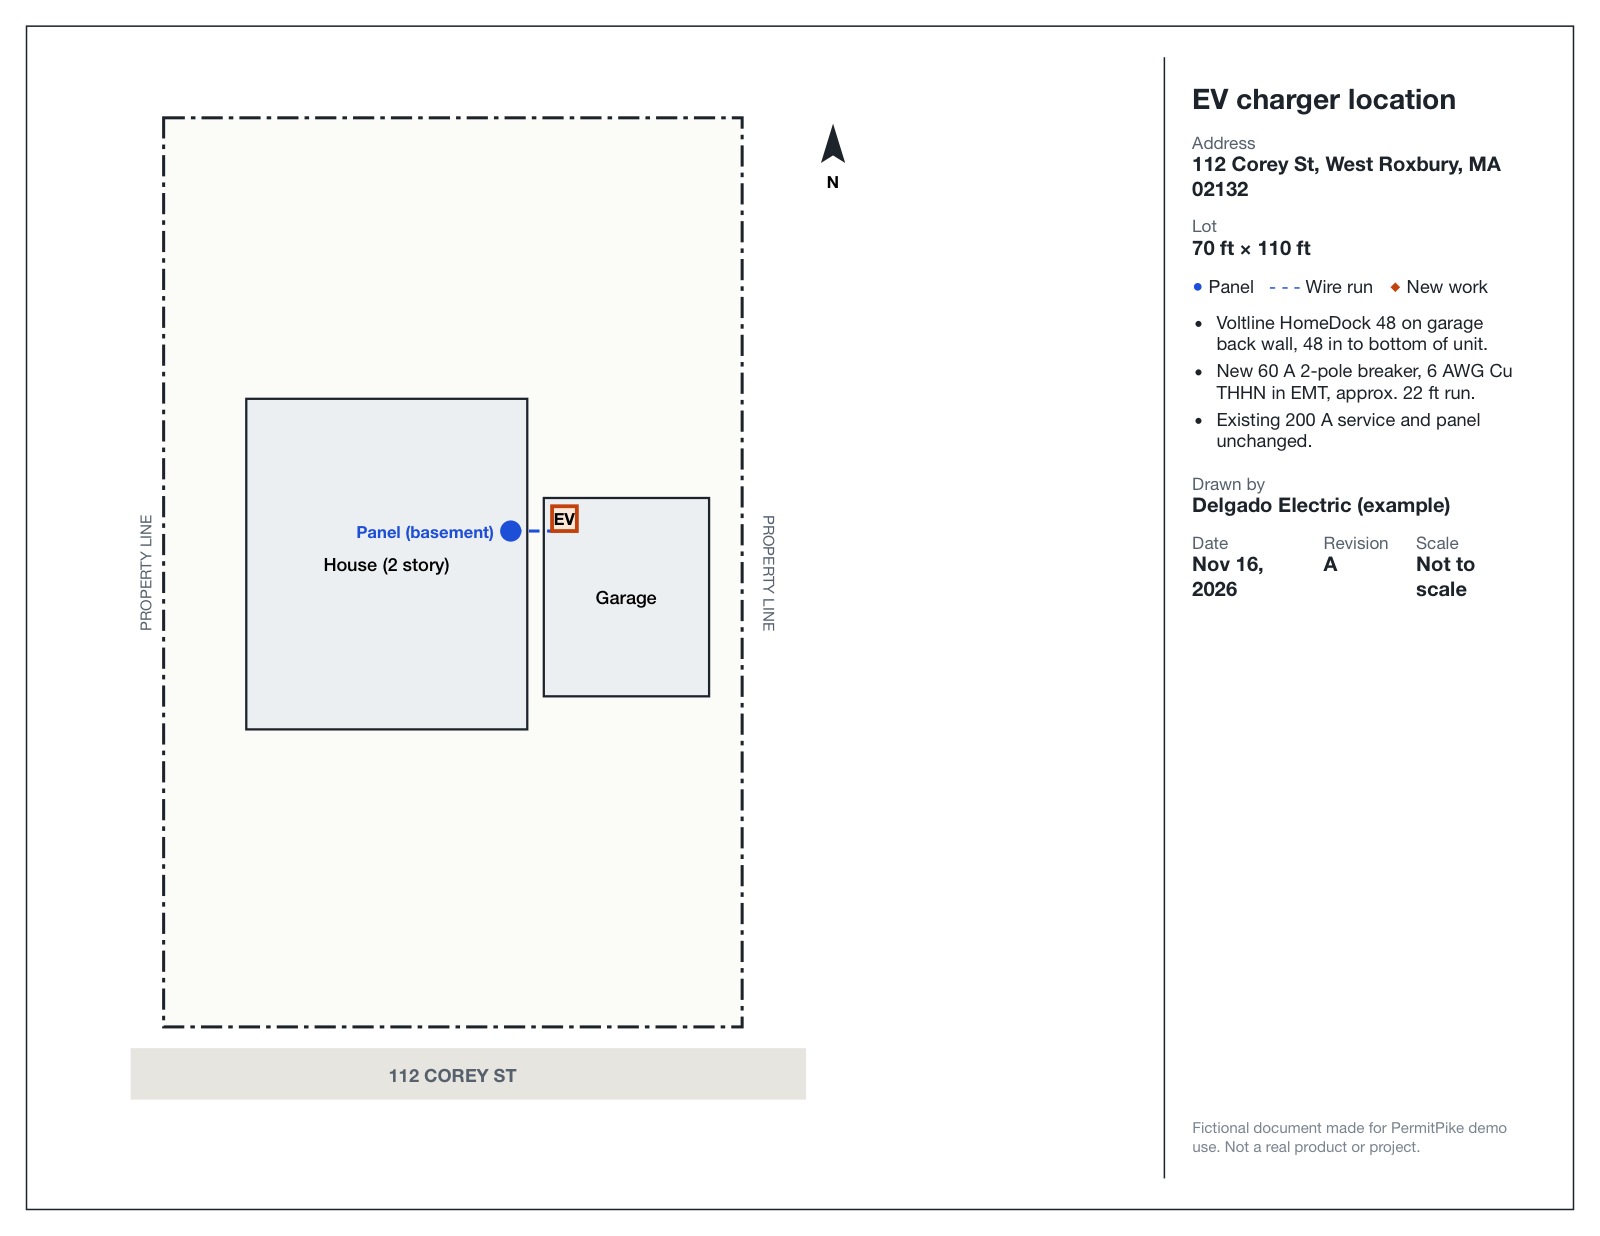 EV charger location
Address
112 Corey St, West Roxbury, MA
02132
Lot
70 ft × 110 ft
Panel
Wire run
New work
Voltline HomeDock 48 on garage
back wall, 48 in to bottom of unit.
New 60 A 2-pole breaker, 6 AWG Cu
THHN in EMT, approx. 22 ft run.
Existing 200 A service and panel
unchanged.
Drawn by
Delgado Electric (example)
Date
Nov 16,
2026
Revision
A
Scale
Not to
scale
N
PROPERTY LINE
Panel (basement)
House (2 story)
EV
Garage
PROPERTY LINE
112 COREY ST
Fictional document made for PermitPike demo
use. Not a real product or project.